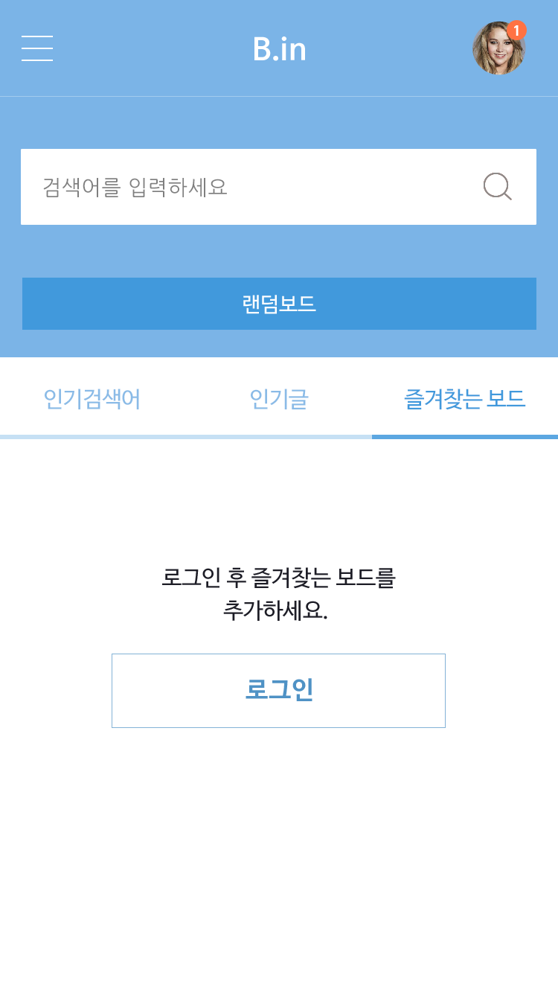 B.in
1
검색어를 입력하세요
랜덤보드
인기검색어
인기글
즐겨찾는 보드
로그인 후 즐겨찾는 보드를
추가하세요.
로그인